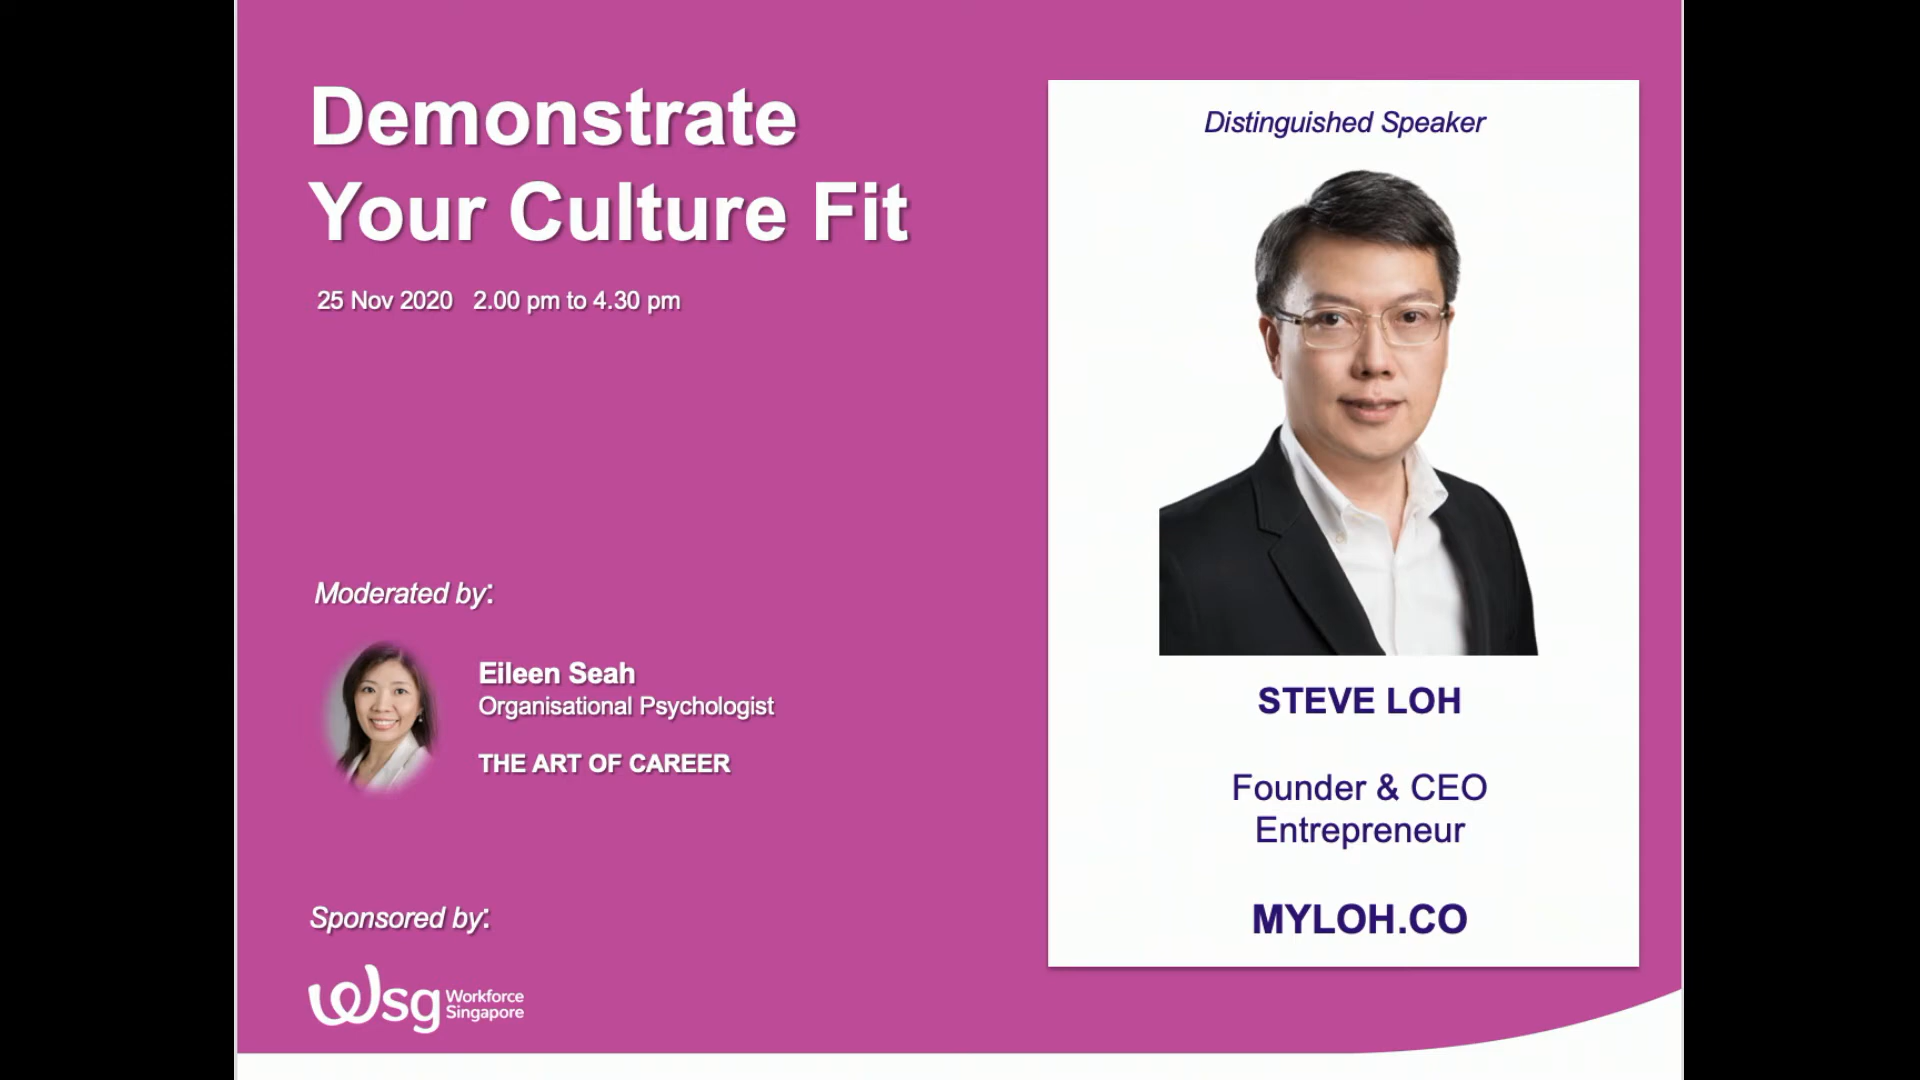 Demonstrate
Your Culture Fit
25 Nov 2020 2.00 pm to 4.30 pm
Moderated by:
Eileen Seah
Organisational Psychologist
THE ART OF CAREER
Sponsored by:
wsg Workforce
Singapore
Distinguished Speaker
STEVE LOH
Founder & CEO
Entrepreneur
MYLOH.CO